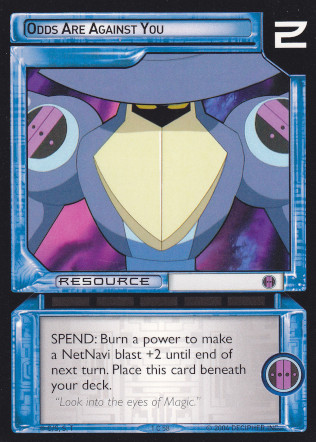 Odds Are Against You
2
RESOURCE
SPEND: Burn a power to make
a NetNavi blast +2 until end of
next turn. Place this card beneath
your deck.
"Look into the eyes of Magic."
© 2004 DECIPHER INC.